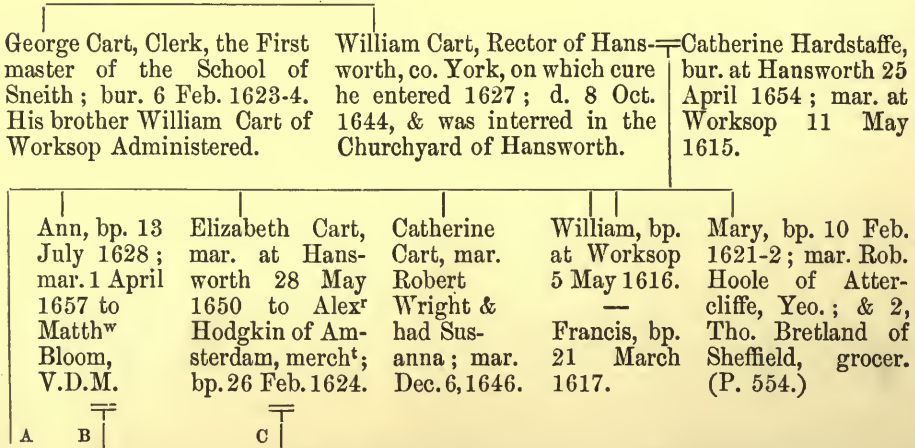 George Cart, Clerk, the First
master of the School of
Sneith ; bur. 6 Feb. 1623-4.
His brother William Cart of
Worksop Administered.
William Cart, Rector of Hans-
worth, co. York, on which cure
he entered 1627 ; d. 8 Oct.
1644, & was interred in the
Churchyard of Hansworth.
Catherine Hardstaffe,
bur. at Hansworth 25
April 1654 ; mar. at
Worksop 11 May
1615.
Ann, bp. 13
July 1628 ;
mar. 1 April
1657 to
Matthʷ
Bloom,
V.D.M.
Elizabeth Cart,
mar. at Hans-
worth 28 May
1650 to Alexʳ
Hodgkin of Am-
sterdam, merchᵗ;
bp. 26 Feb. 1624.
Catherine
Cart, mar.
Robert
Wright &
had Sus-
anna ; mar.
Dec. 6, 1646.
William, bp.
at Worksop
5 May 1616.
—
Francis, bp.
21 March
1617.
Mary, bp. 10 Feb.
1621-2 ; mar. Rob.
Hoole of Atter-
cliffe, Yeo. ; & 2,
Tho. Bretland of
Sheffield, grocer.
(P. 554.)
A B C